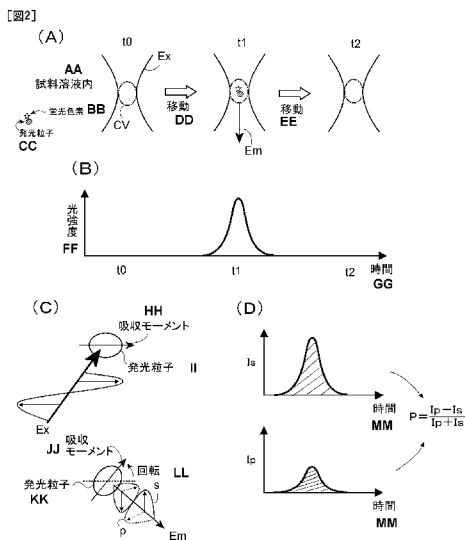 [図2]
(A)
t0
t1
t2
AA
試料溶液内
Ex
蛍光色素
BB
発光粒子
CC
CV
移動
DD
移動
EE
Em
(B)
光強度
FF
t0
t1
t2
時間
GG
(C)
HH
吸収モーメント
発光粒子
II
Ex
JJ
吸収
モーメント
回転
LL
発光粒子
KK
s
p
Em
(D)
Is
時間
MM
P=Ip-Is/Ip+Is
Ip
時間
MM